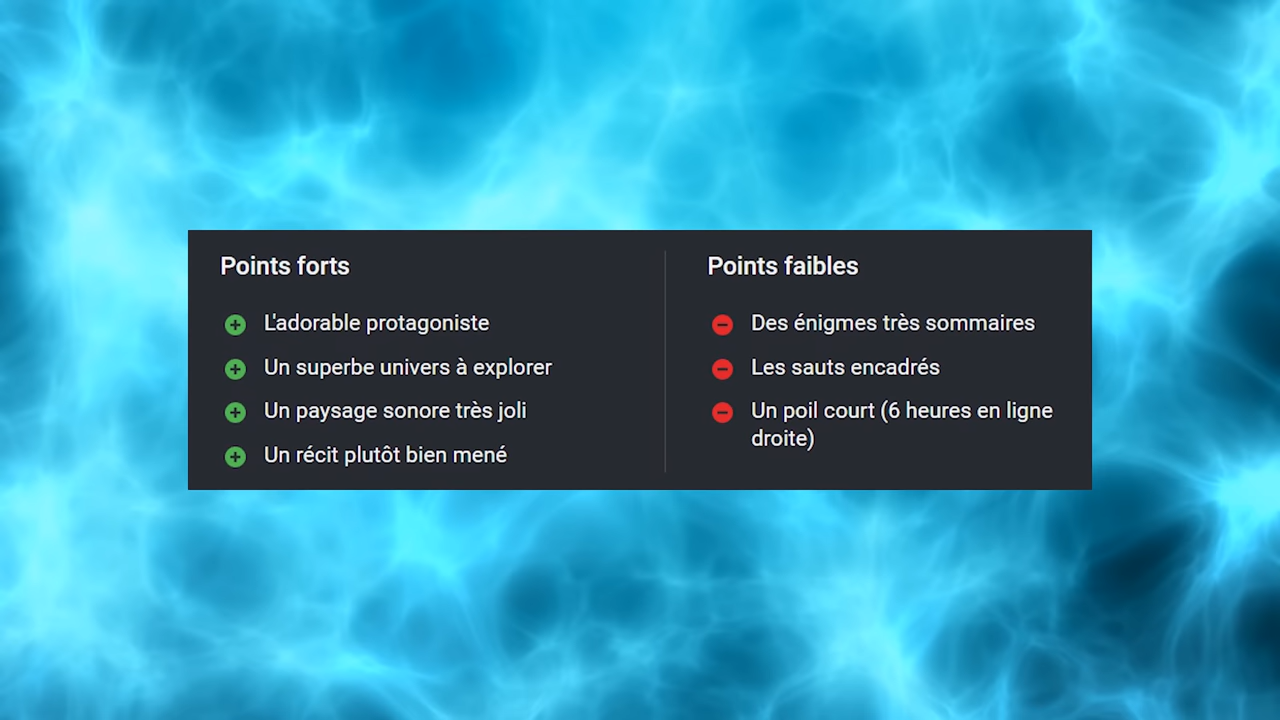 Points forts
L'adorable protagoniste
Un superbe univers à explorer
Un paysage sonore très joli
Un récit plutôt bien mené
Points faibles
Des énigmes très sommaires
Les sauts encadrés
Un poil court (6 heures en ligne
droite)